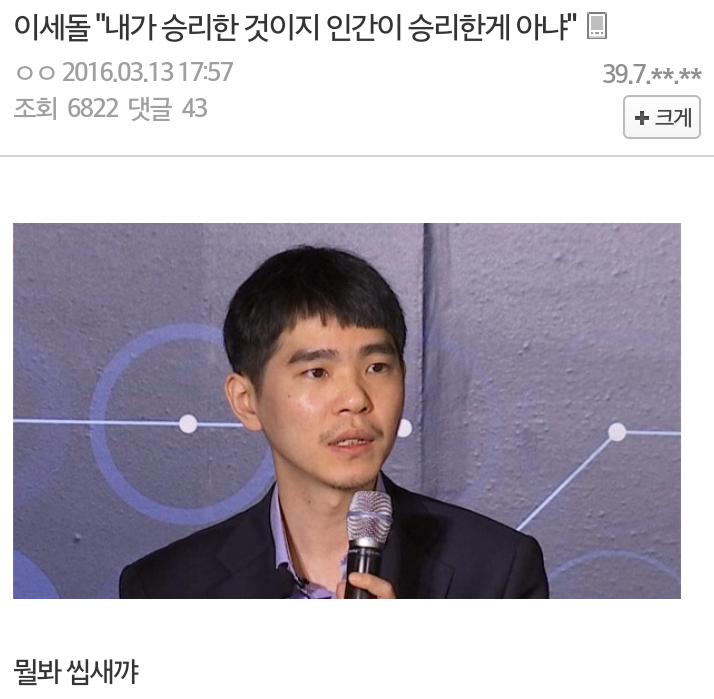 이세돌 "내가 승리한 것이지 인간이 승리한게 아냐"
ㅇㅇ 2016.03.13 17:57
39.7.**.**
조회 6822 댓글 43
+ 크게
뭘봐 씹새꺄